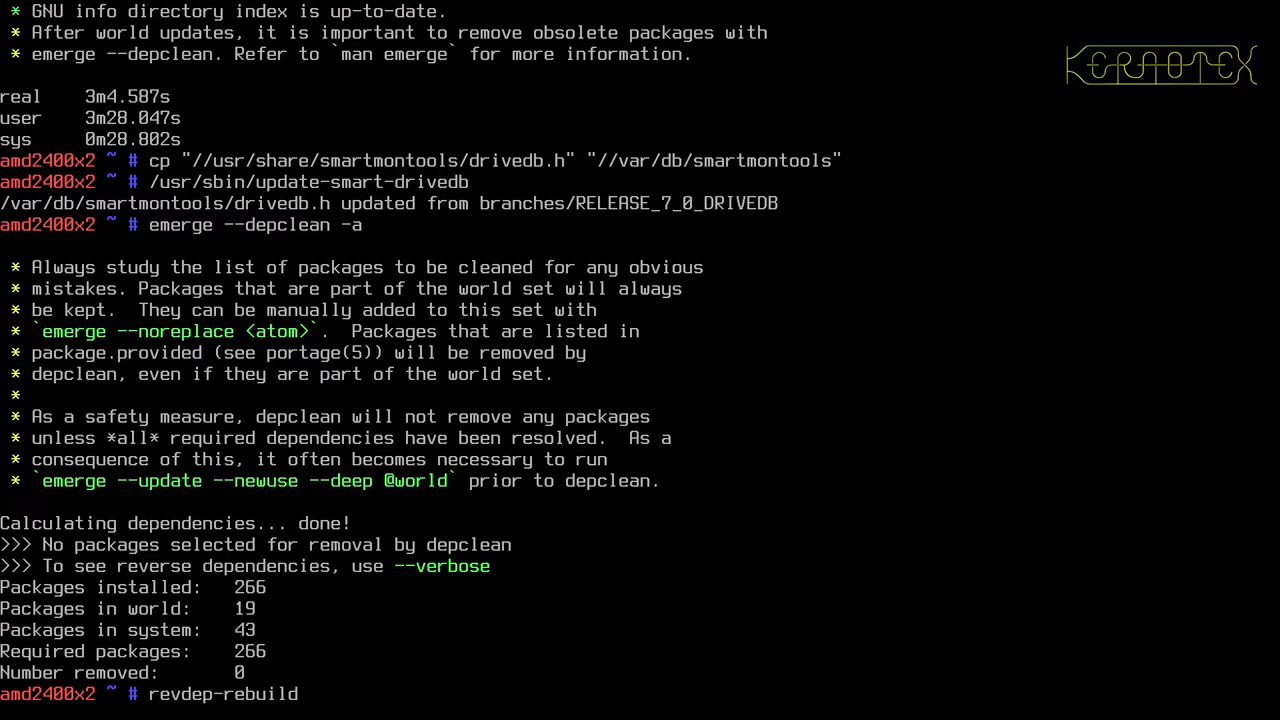 * GNU info directory index is up-to-date.
* After world updates, it is important to remove obsolete packages with
* emerge --depclean. Refer to `man emerge` for more information.
KERNOTEX
real    3m4.587s
user    3m28.047s
sys     0m28.802s
amd2400x2 ~ # cp "//usr/share/smartmontools/drivedb.h" "//var/db/smartmontools"
amd2400x2 ~ # /usr/sbin/update-smart-drivedb
/var/db/smartmontools/drivedb.h updated from branches/RELEASE_7_0_DRIVEDB
amd2400x2 ~ # emerge --depclean -a
* Always study the list of packages to be cleaned for any obvious
* mistakes. Packages that are part of the world set will always
* be kept.  They can be manually added to this set with
* `emerge --noreplace <atom>`.  Packages that are listed in
* package.provided (see portage(5)) will be removed by
* depclean, even if they are part of the world set.
*
* As a safety measure, depclean will not remove any packages
* unless *all* required dependencies have been resolved.  As a
* consequence of this, it often becomes necessary to run
* `emerge --update --newuse --deep @world` prior to depclean.
Calculating dependencies... done!
>>> No packages selected for removal by depclean
>>> To see reverse dependencies, use --verbose
Packages installed:   266
Packages in world:    19
Packages in system:   43
Required packages:    266
Number removed:       0
amd2400x2 ~ # revdep-rebuild